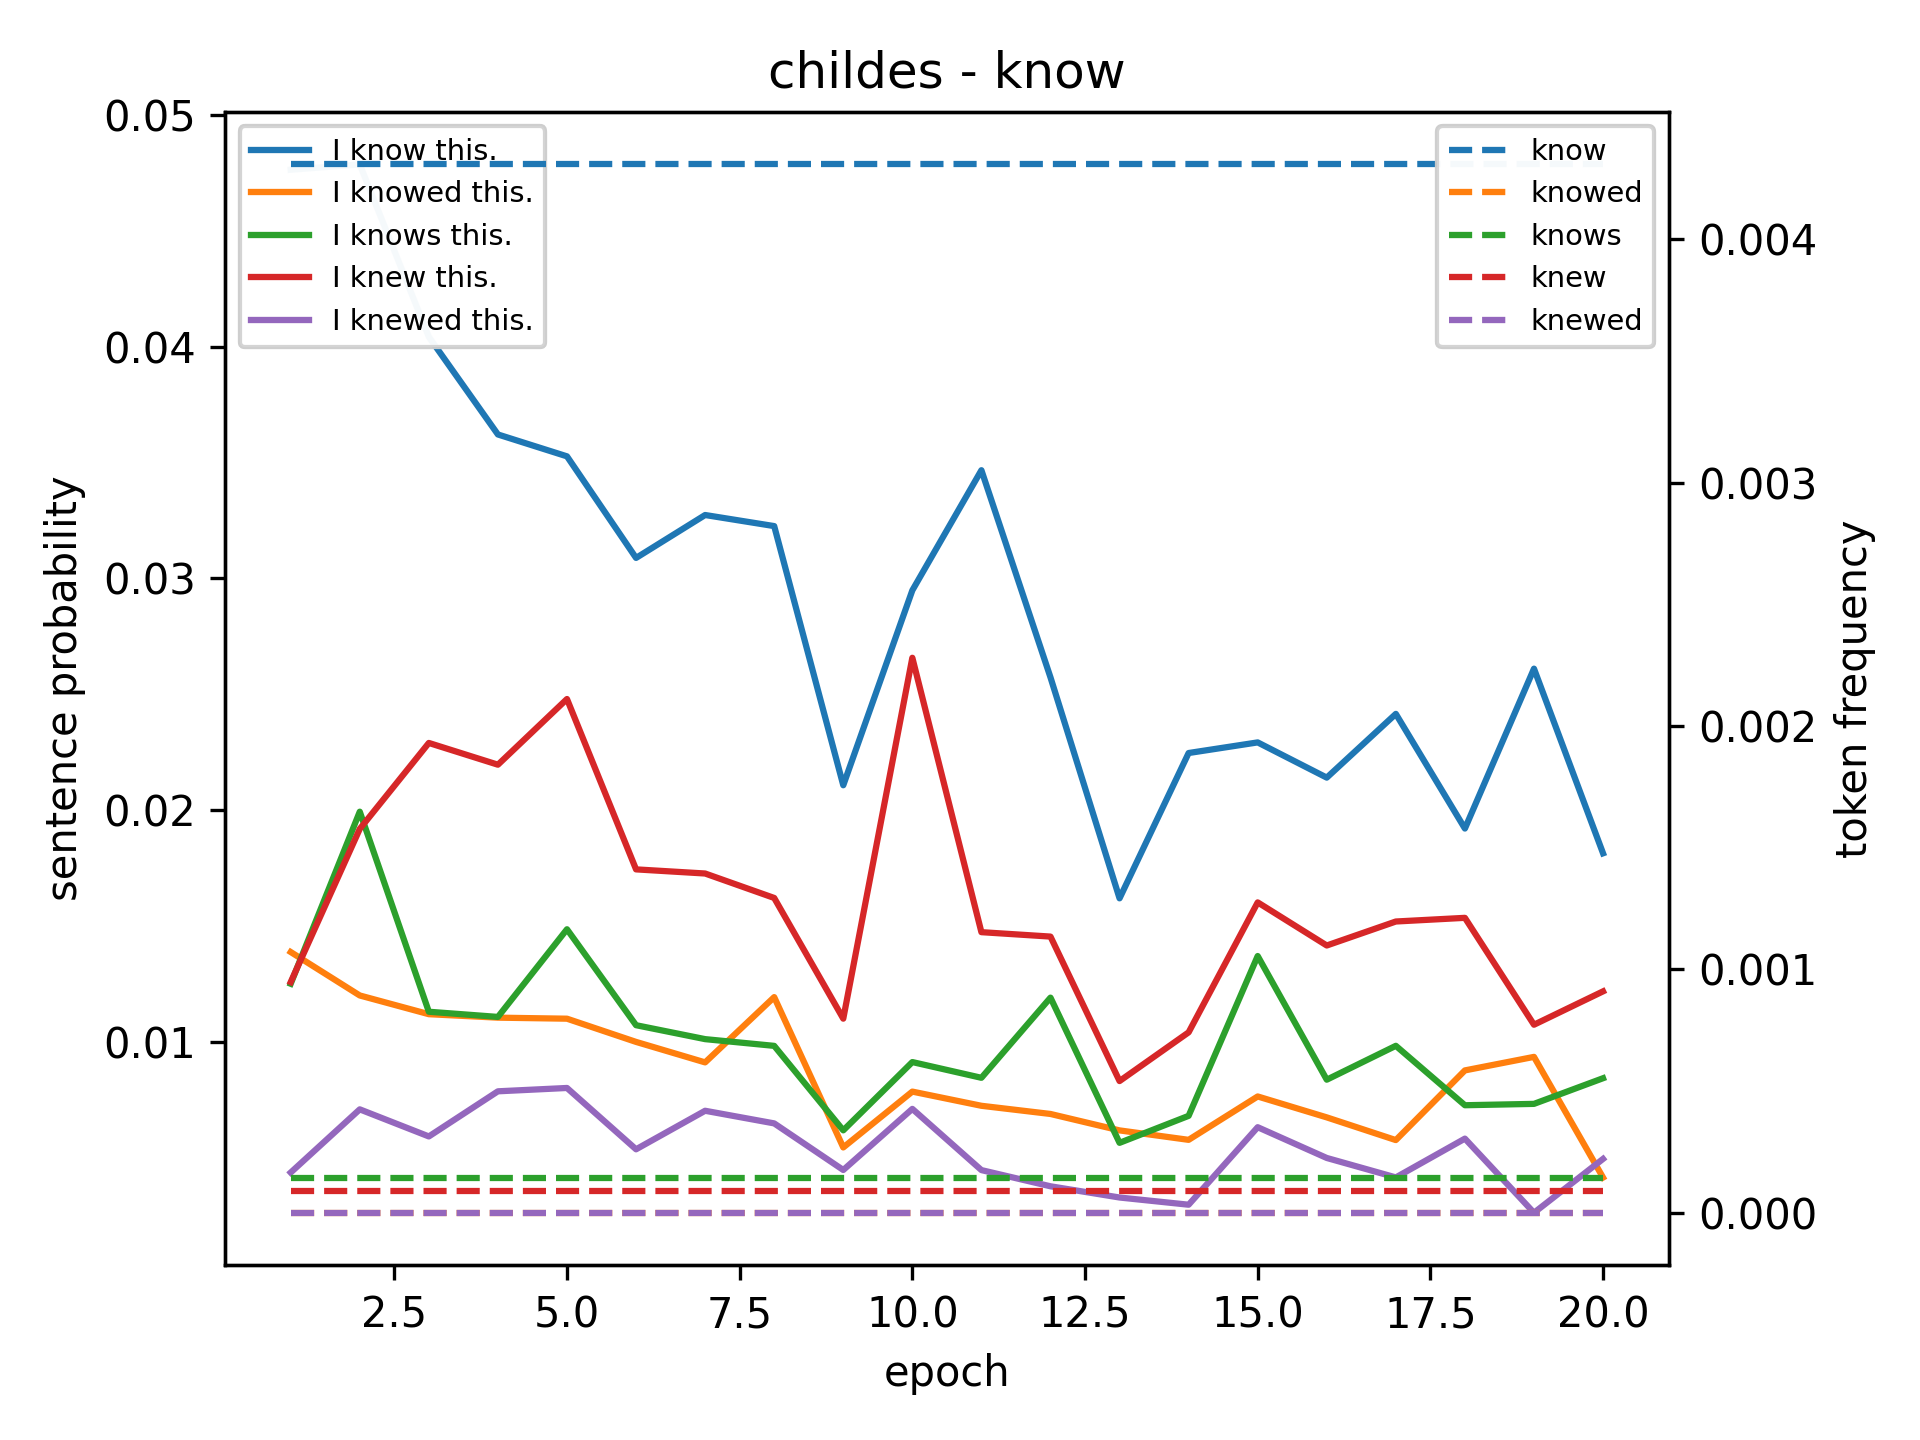 childes - know
0.05
0.04
0.03
0.02
0.01
sentence probability
I know this.
I knowed this.
I knows this.
I knew this.
I knewed this.
know
knowed
knows
knew
knewed
0.004
0.003
0.002
0.001
0.000
token frequency
2.5 5.0 7.5 10.0 12.5 15.0 17.5 20.0
epoch